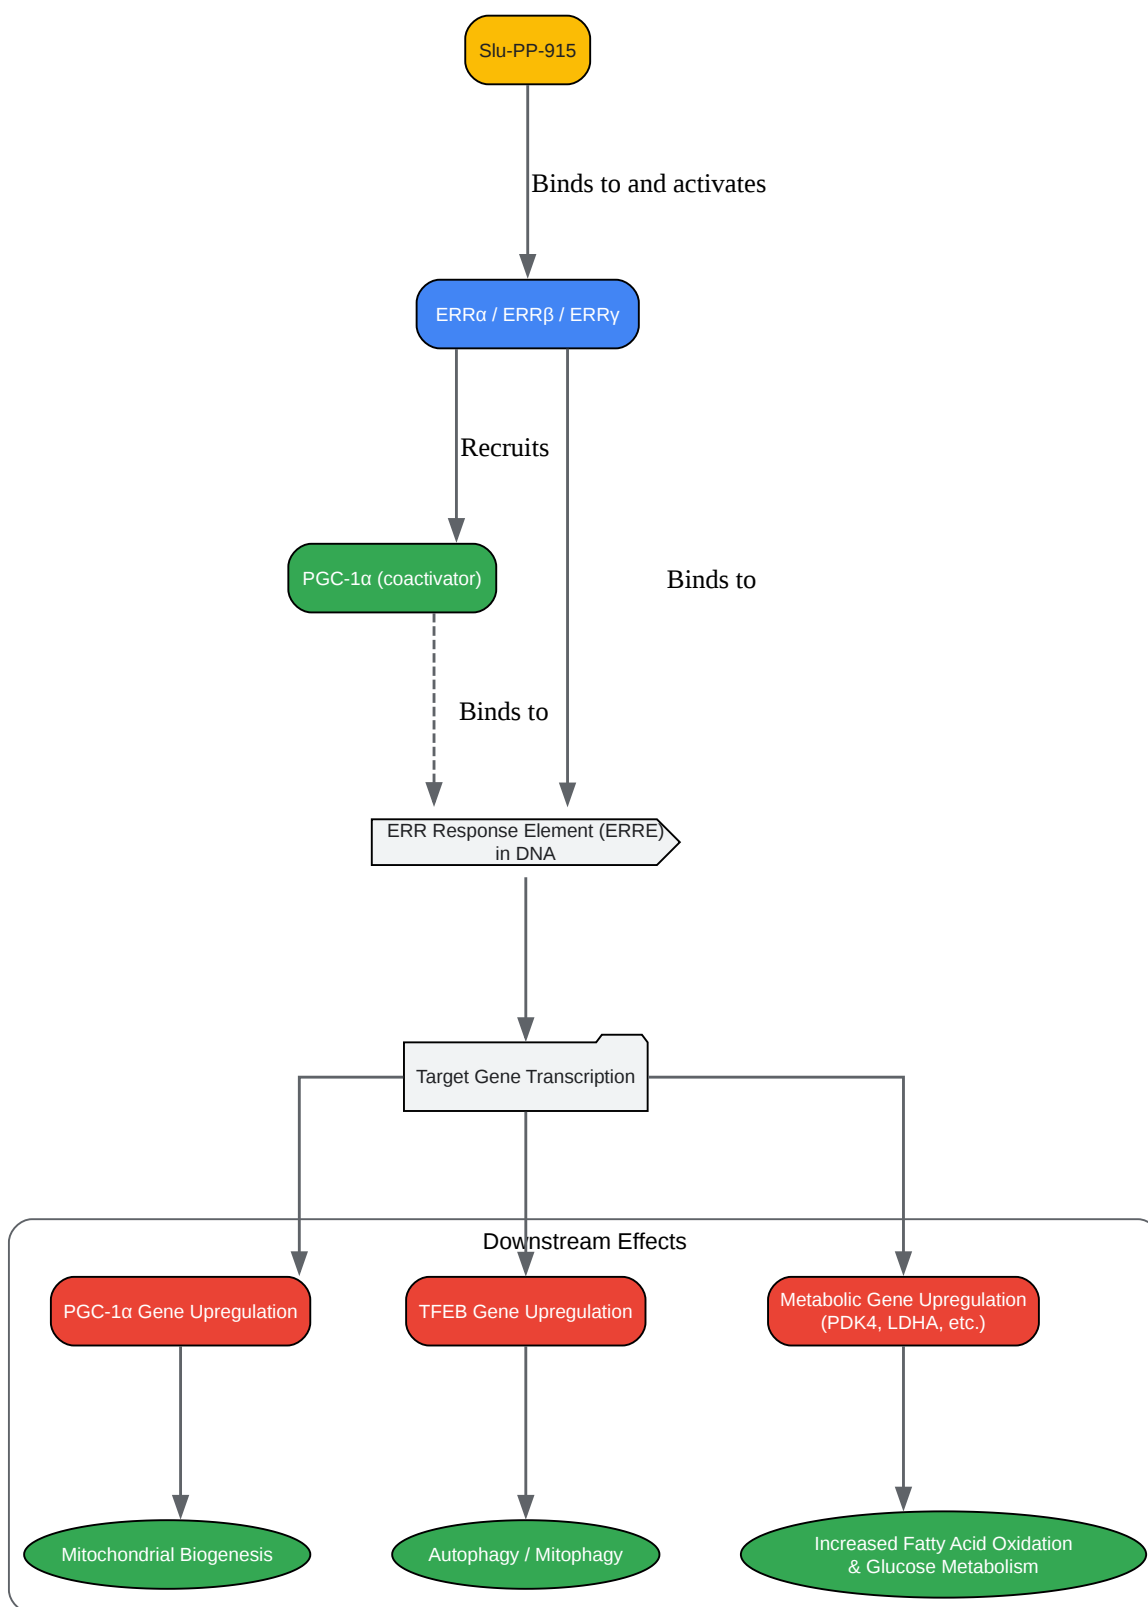 Slu-PP-915
Binds to and activates
ERRα / ERRβ / ERRγ
Recruits
PGC-1α (coactivator)
Binds to
Binds to
ERR Response Element (ERRE)
in DNA
Target Gene Transcription
Downstream Effects
PGC-1α Gene Upregulation
TFEB Gene Upregulation
Metabolic Gene Upregulation
(PDK4, LDHA, etc.)
Mitochondrial Biogenesis
Autophagy / Mitophagy
Increased Fatty Acid Oxidation
& Glucose Metabolism